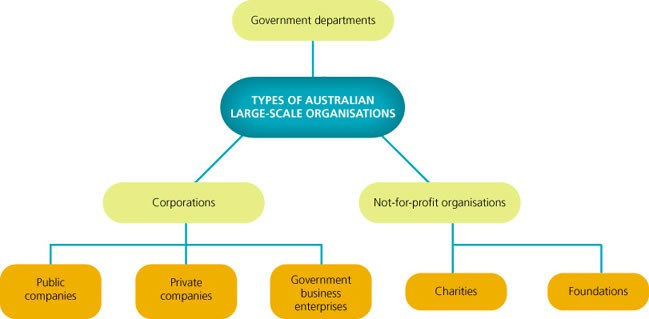 Government departments
TYPES OF AUSTRALIAN
LARGE-SCALE ORGANISATIONS
Corporations
Not-for-profit organisations
Public
companies
Private
companies
Government
business
enterprises
Charities
Foundations